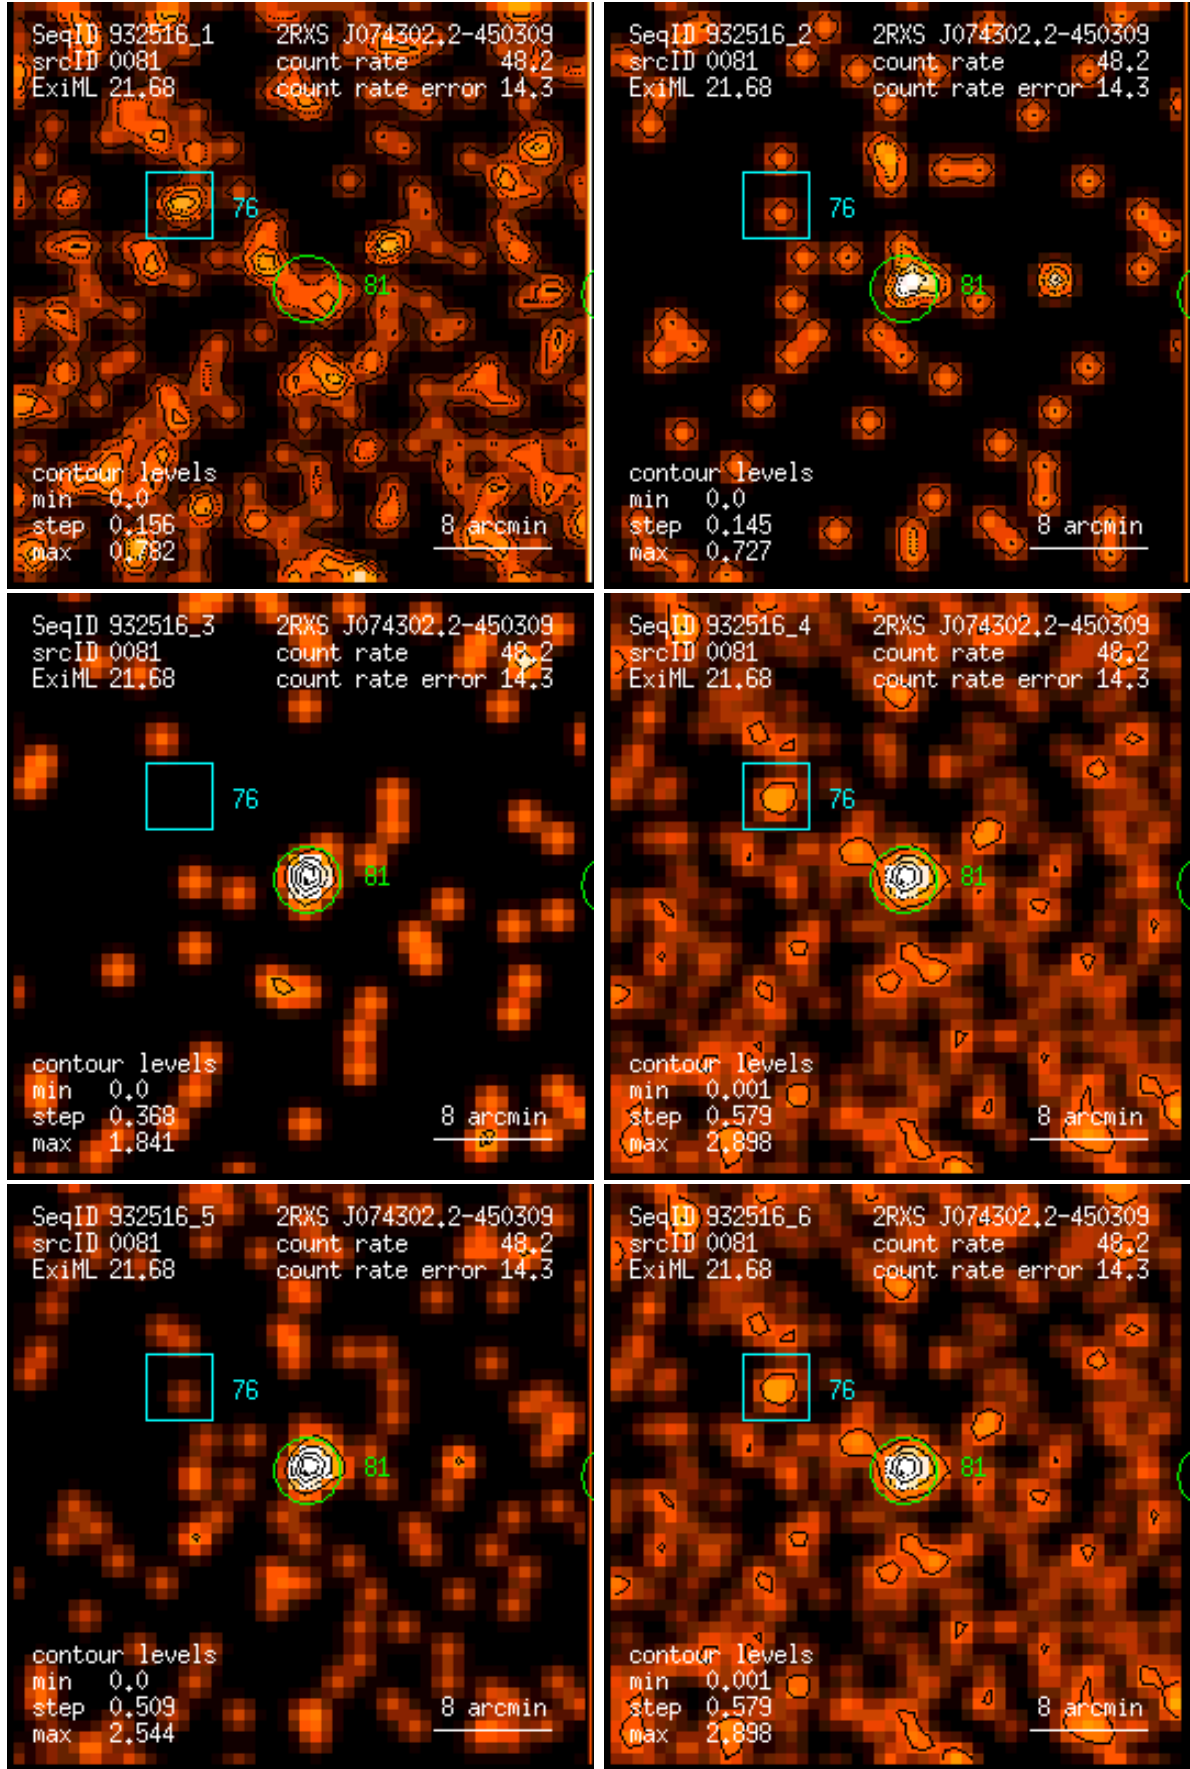 SeqID 932516_1 2RXS J074302.2-450309
srcID 0081 count rate 48.2
ExiML 21.68 count rate error 14.3
76
81
contour levels
min 0.0
step 0.156
max 0.782
8 arcmin
SeqID 932516_2 2RXS J074302.2-450309
srcID 0081 count rate 48.2
ExiML 21.68 count rate error 14.3
76
81
contour levels
min 0.0
step 0.145
max 0.727
8 arcmin
SeqID 932516_3 2RXS J074302.2-450309
srcID 0081 count rate 48.2
ExiML 21.68 count rate error 14.3
76
81
contour levels
min 0.0
step 0.368
max 1.841
8 arcmin
SeqID 932516_4 2RXS J074302.2-450309
srcID 0081 count rate 48.2
ExiML 21.68 count rate error 14.3
76
81
contour levels
min 0.001
step 0.579
max 2.898
8 arcmin
SeqID 932516_5 2RXS J074302.2-450309
srcID 0081 count rate 48.2
ExiML 21.68 count rate error 14.3
76
81
contour levels
min 0.0
step 0.509
max 2.544
8 arcmin
SeqID 932516_6 2RXS J074302.2-450309
srcID 0081 count rate 48.2
ExiML 21.68 count rate error 14.3
76
81
contour levels
min 0.001
step 0.579
max 2.898
8 arcmin